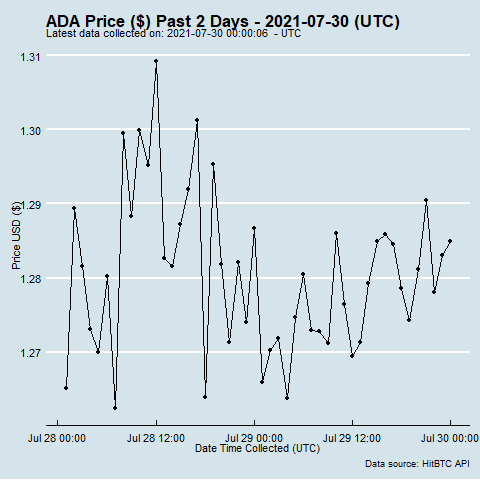 ADA Price ($) Past 2 Days - 2021-07-30 (UTC)
Latest data collected on: 2021-07-30 00:00:06  - UTC
1.31
1.30
1.29
1.28
1.27
Price USD ($)
Jul 28 00:00 Jul 28 12:00 Jul 29 00:00 Jul 29 12:00 Jul 30 00:00
Date Time Collected (UTC)
Data source: HitBTC API